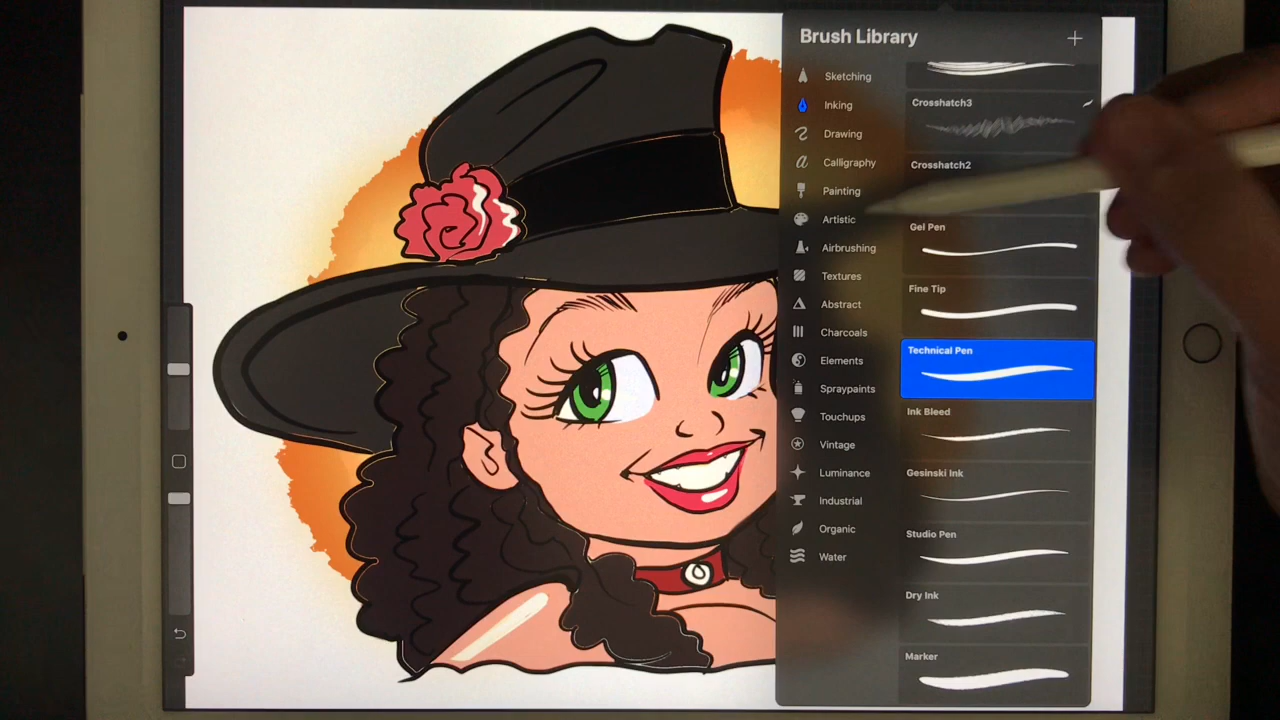 Brush Library
Sketching
Inking
Drawing
Calligraphy
Painting
Artistic
Airbrushing
Textures
Abstract
Charcoals
Elements
Spraypaints
Touchups
Vintage
Luminance
Industrial
Organic
Water
Crosshatch3
Crosshatch2
Gel Pen
Fine Tip
Technical Pen
Ink Bleed
Gesinski Ink
Studio Pen
Dry Ink
Marker